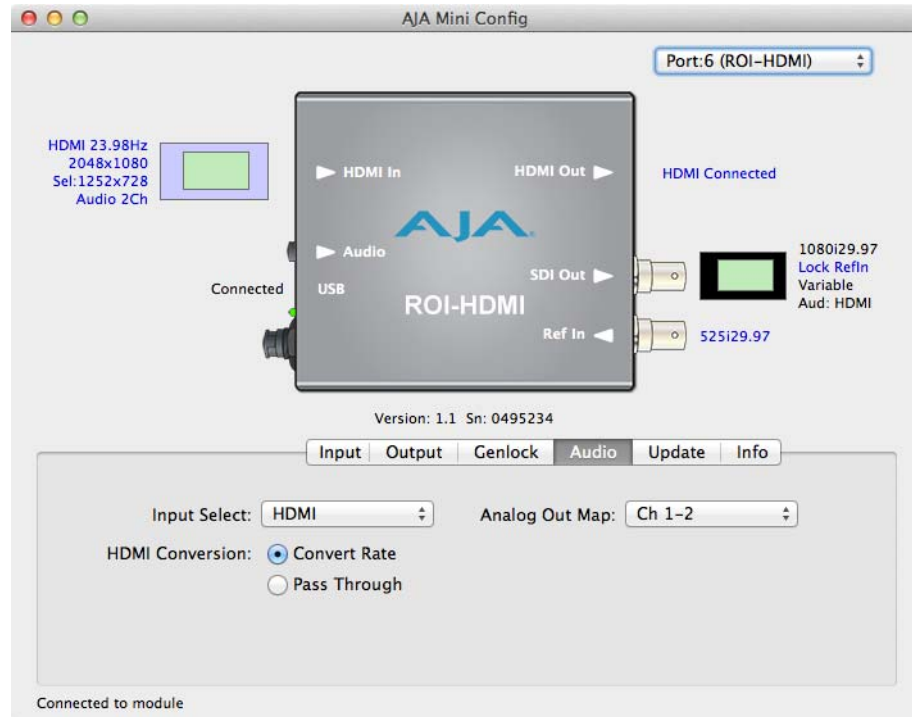 AJA Mini Config
Port:6 (ROI-HDMI)
HDMI 23.98Hz
2048x1080
Sel:1252x728
Audio 2Ch
HDMI In
HDMI Out
HDMI Connected
AJA
Audio
1080i29.97
Lock RefIn
Variable
Aud: HDMI
SDI Out
Connected
USB
ROI-HDMI
Ref In
525i29.97
Version: 1.1 Sn: 0495234
Input Output Genlock Audio Update Info
Input Select: HDMI Analog Out Map: Ch 1-2
HDMI Conversion: Convert Rate
Pass Through
Connected to module